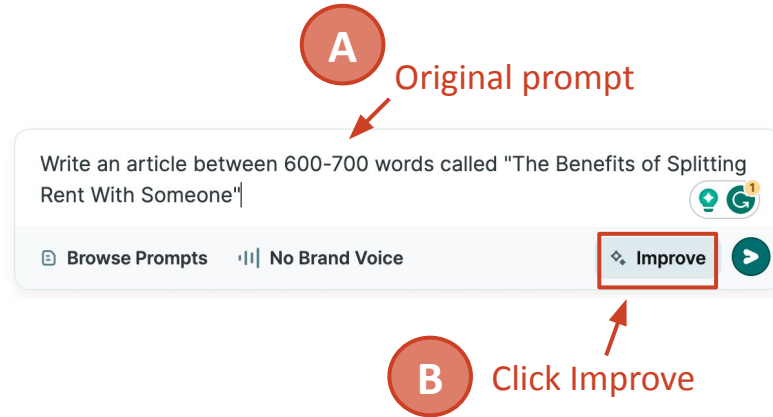 A
Original prompt
Write an article between 600-700 words called "The Benefits of Splitting
Rent With Someone"
1
G
Browse Prompts No Brand Voice Improve
B Click Improve